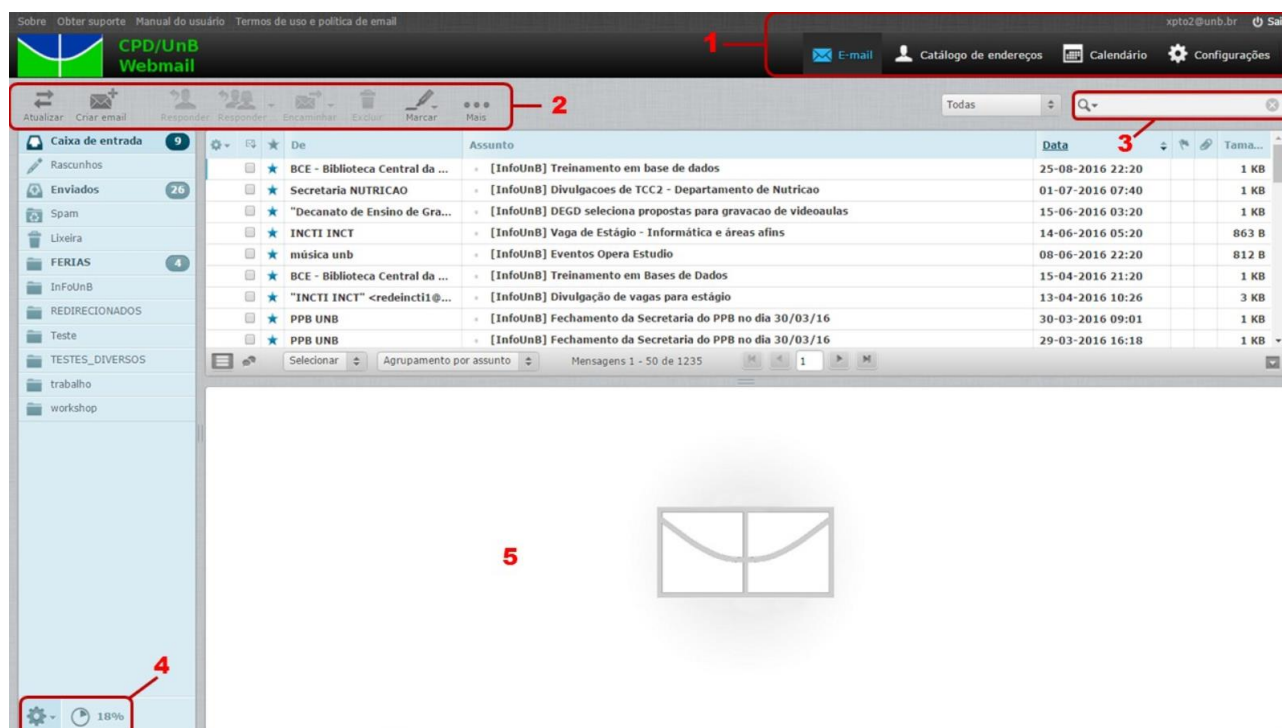 Sobre Obter suporte Manual do usuário Termos de uso e política de email xpto2@unb.br Sai
CPD/UnB
Webmail
1
E-mail Catálogo de endereços Calendário Configurações
Atualizar Criar email Responder Responder... Encaminhar Excluir Marcar Mais
2
Todas
3
Caixa de entrada 9
Rascunhos
Enviados 26
Spam
Lixeira
FERIAS 4
InFoUnB
REDIRECIONADOS
Teste
TESTES_DIVERSOS
trabalho
workshop
De Assunto Data Tama...
BCE - Biblioteca Central da ... [InfoUnB] Treinamento em base de dados 25-08-2016 22:20 1 KB
Secretaria NUTRICAO [InfoUnB] Divulgacoes de TCC2 - Departamento de Nutricao 01-07-2016 07:40 1 KB
"Decanato de Ensino de Gra... [InfoUnB] DEGD seleciona propostas para gravacao de videoaulas 15-06-2016 03:20 1 KB
INCTI INCT [InfoUnB] Vaga de Estágio - Informática e áreas afins 14-06-2016 05:20 863 B
música unb [InfoUnB] Eventos Opera Estudio 08-06-2016 22:20 812 B
BCE - Biblioteca Central da ... [InfoUnB] Treinamento em Bases de Dados 15-04-2016 21:20 1 KB
"INCTI INCT" <redeincti1@... [InfoUnB] Divulgação de vagas para estágio 13-04-2016 10:26 3 KB
PPB UNB [InfoUnB] Fechamento da Secretaria do PPB no dia 30/03/16 30-03-2016 09:01 1 KB
PPB UNB [InfoUnB] Fechamento da Secretaria do PPB no dia 30/03/16 29-03-2016 16:18 1 KB
Selecionar Agrupamento por assunto Mensagens 1 - 50 de 1235 1
5
4
18%